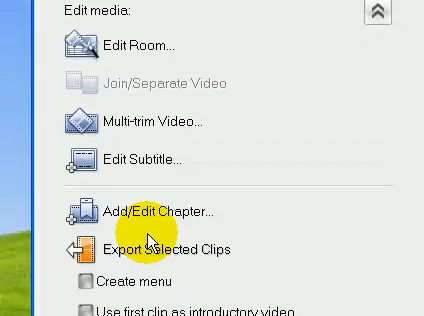 Edit media:
Edit Room...
Join/Separate Video
Multi-trim Video...
Edit Subtitle...
Add/Edit Chapter...
Export Selected Clips
Create menu
Use first clip as introductory video